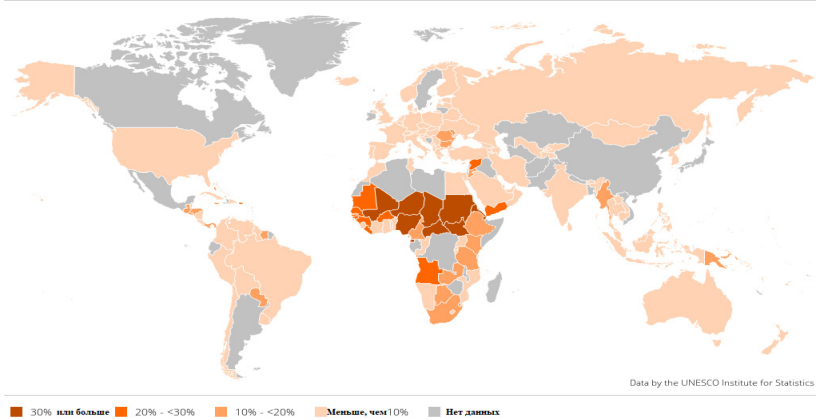 Data by the UNESCO Institute for Statistics
30% или больше 20% - <30% 10% - <20% Меньше, чем10% Нет данных